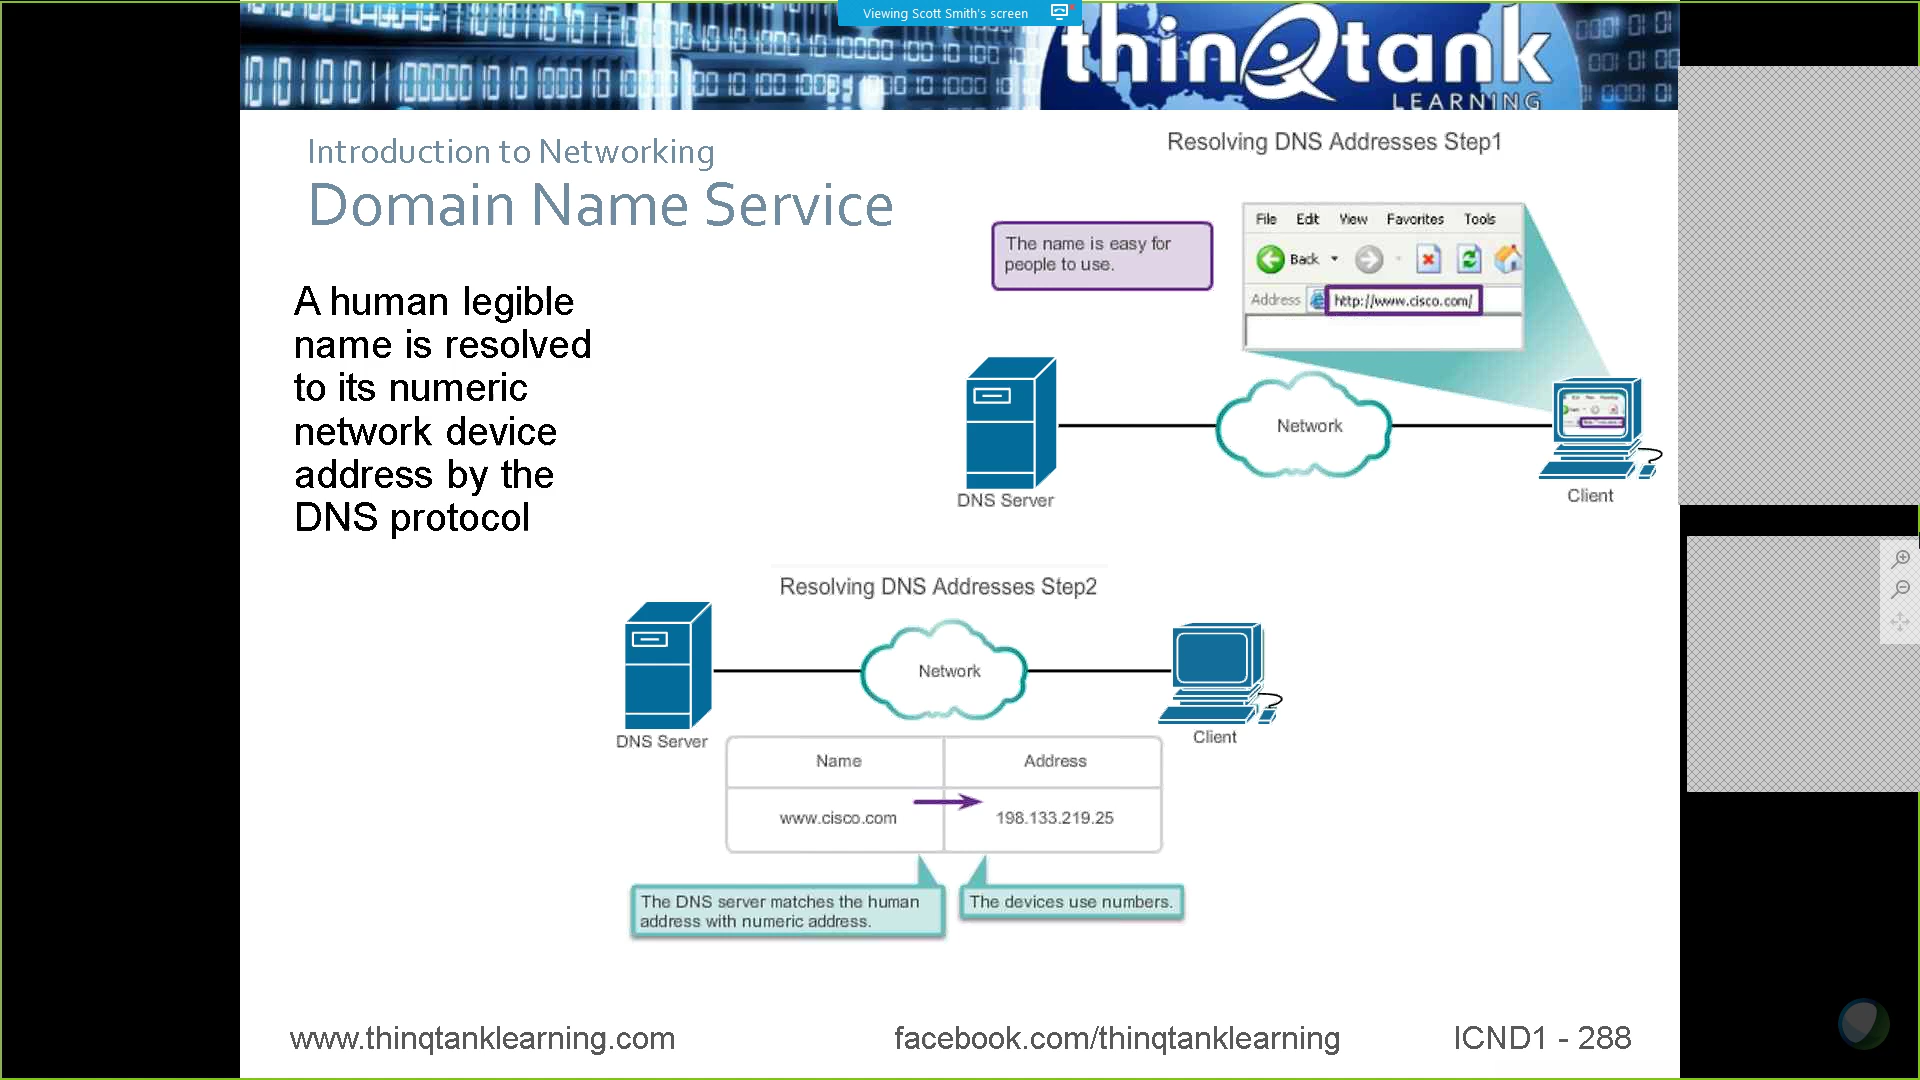 Viewing Scott Smith's screen
thinQtank
LEARNING
Introduction to Networking
Domain Name Service
A human legible
name is resolved
to its numeric
network device
address by the
DNS protocol
Resolving DNS Addresses Step1
The name is easy for
people to use.
File Edit View Favorites Tools
Back
Address http://www.cisco.com/
Network
DNS Server
Client
Resolving DNS Addresses Step2
Network
DNS Server
Client
Name Address
www.cisco.com 198.133.219.25
The DNS server matches the human
address with numeric address.
The devices use numbers.
www.thinqtanklearning.com facebook.com/thinqtanklearning ICND1 - 288